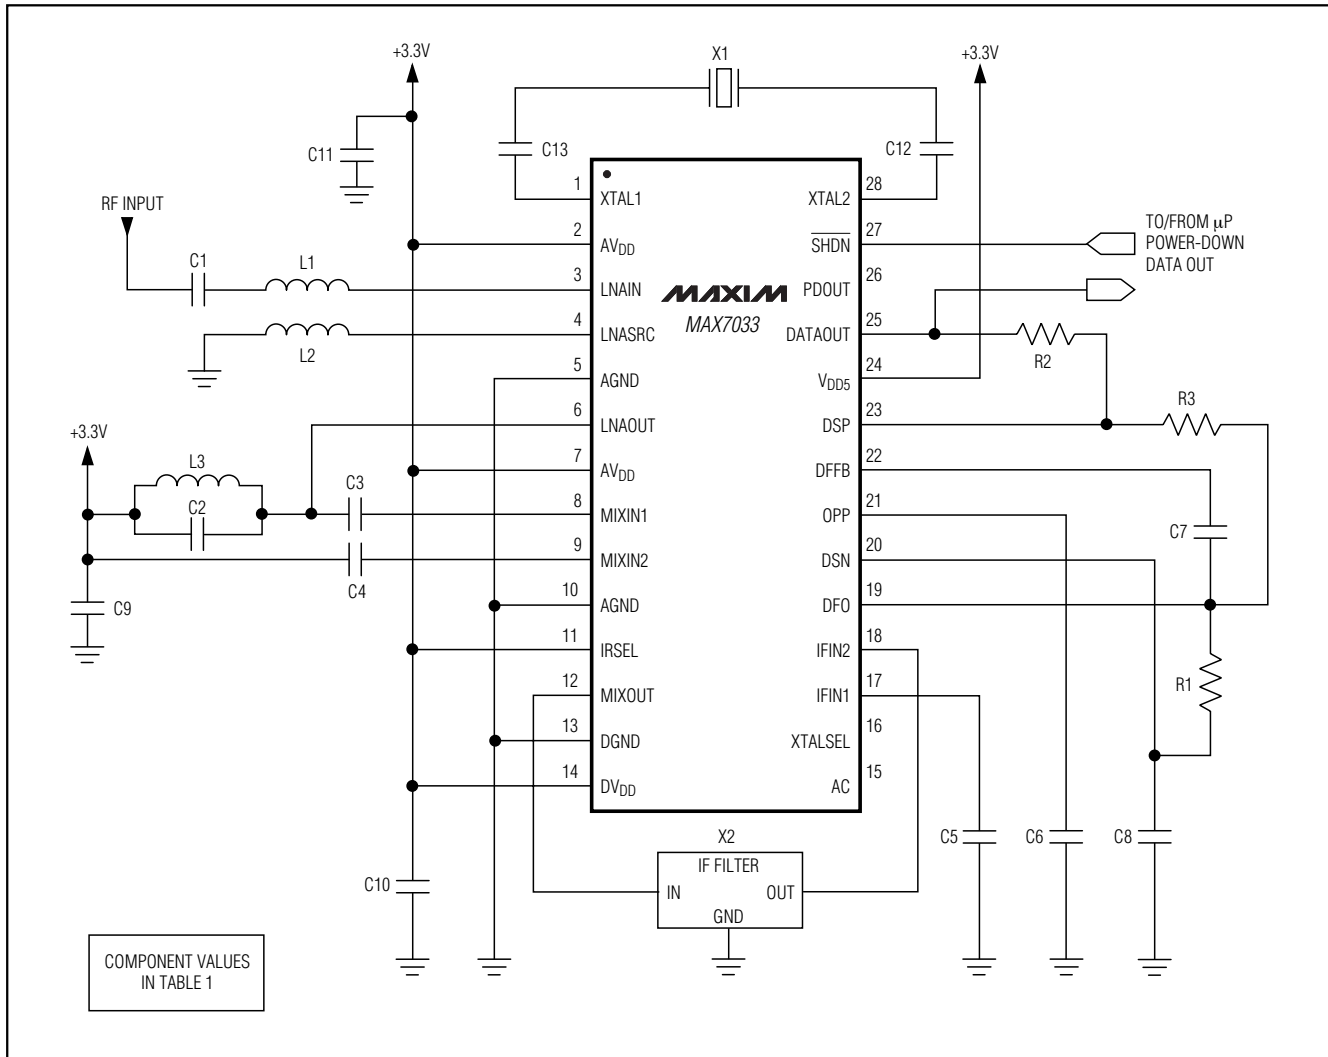 +3.3V
X1
+3.3V
C11
C13
C12
RF INPUT
C1
L1
L2
+3.3V
L3
C2
C3
C4
C9
C10
1
XTAL1
2
AVDD
3
LNAIN
4
LNASRC
5
AGND
6
LNAOUT
7
AVDD
8
MIXIN1
9
MIXIN2
10
AGND
11
IRSEL
12
MIXOUT
13
DGND
14
DVDD
MAXIM
MAX7033
28
XTAL2
27
SHDN
26
PDOUT
25
DATAOUT
24
VDD5
23
DSP
22
DFFB
21
OPP
20
DSN
19
DFO
18
IFIN2
17
IFIN1
16
XTALSEL
15
AC
TO/FROM µP
POWER-DOWN
DATA OUT
R2
R3
C7
R1
C5
C6
C8
X2
IF FILTER
IN
OUT
GND
COMPONENT VALUES
IN TABLE 1